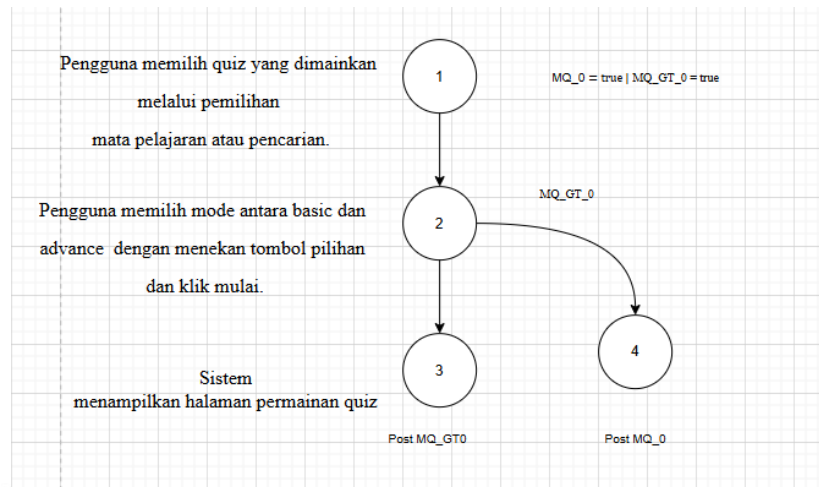 Pengguna memilih quiz yang dimainkan
melalui pemilihan
mata pelajaran atau pencarian.
1
MQ_0 = true | MQ_GT_0 = true
Pengguna memilih mode antara basic dan
advance dengan menekan tombol pilihan
dan klik mulai.
2
MQ_GT_0
Sistem
menampilkan halaman permainan quiz
3
4
Post MQ_GT0
Post MQ_0